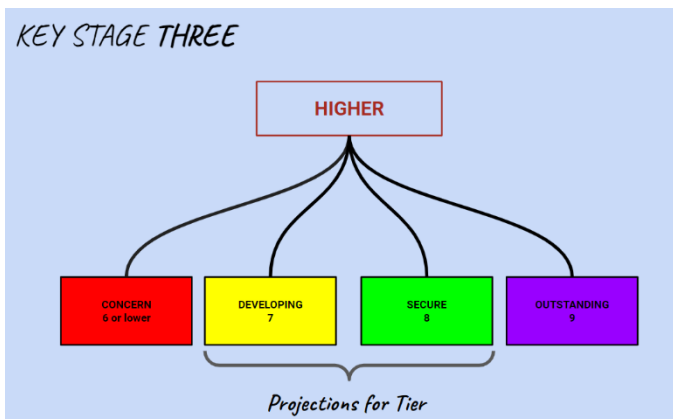 KEY STAGE THREE
HIGHER
CONCERN
6 or lower
DEVELOPING
7
SECURE
8
OUTSTANDING
9
Projections for Tier